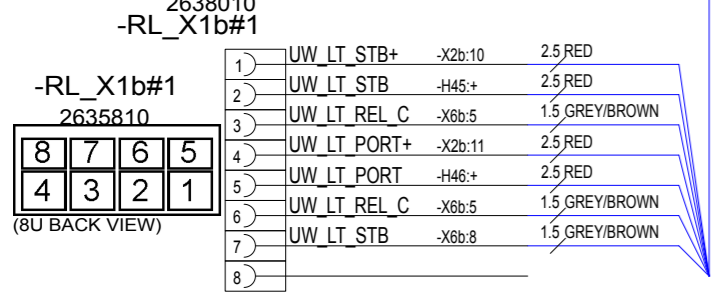 2638010
-RL_X1b#1
1 UW_LT_STB+ -X2b:10 2.5 RED
2 UW_LT_STB -H45:+ 2.5 RED
3 UW_LT_REL_C -X6b:5 1.5 GREY/BROWN
4 UW_LT_PORT+ -X2b:11 2.5 RED
5 UW_LT_PORT -H46:+ 2.5 RED
6 UW_LT_REL_C -X6b:5 1.5 GREY/BROWN
7 UW_LT_STB -X6b:8 1.5 GREY/BROWN
8
-RL_X1b#1
2635810
8 7 6 5
4 3 2 1
(8U BACK VIEW)